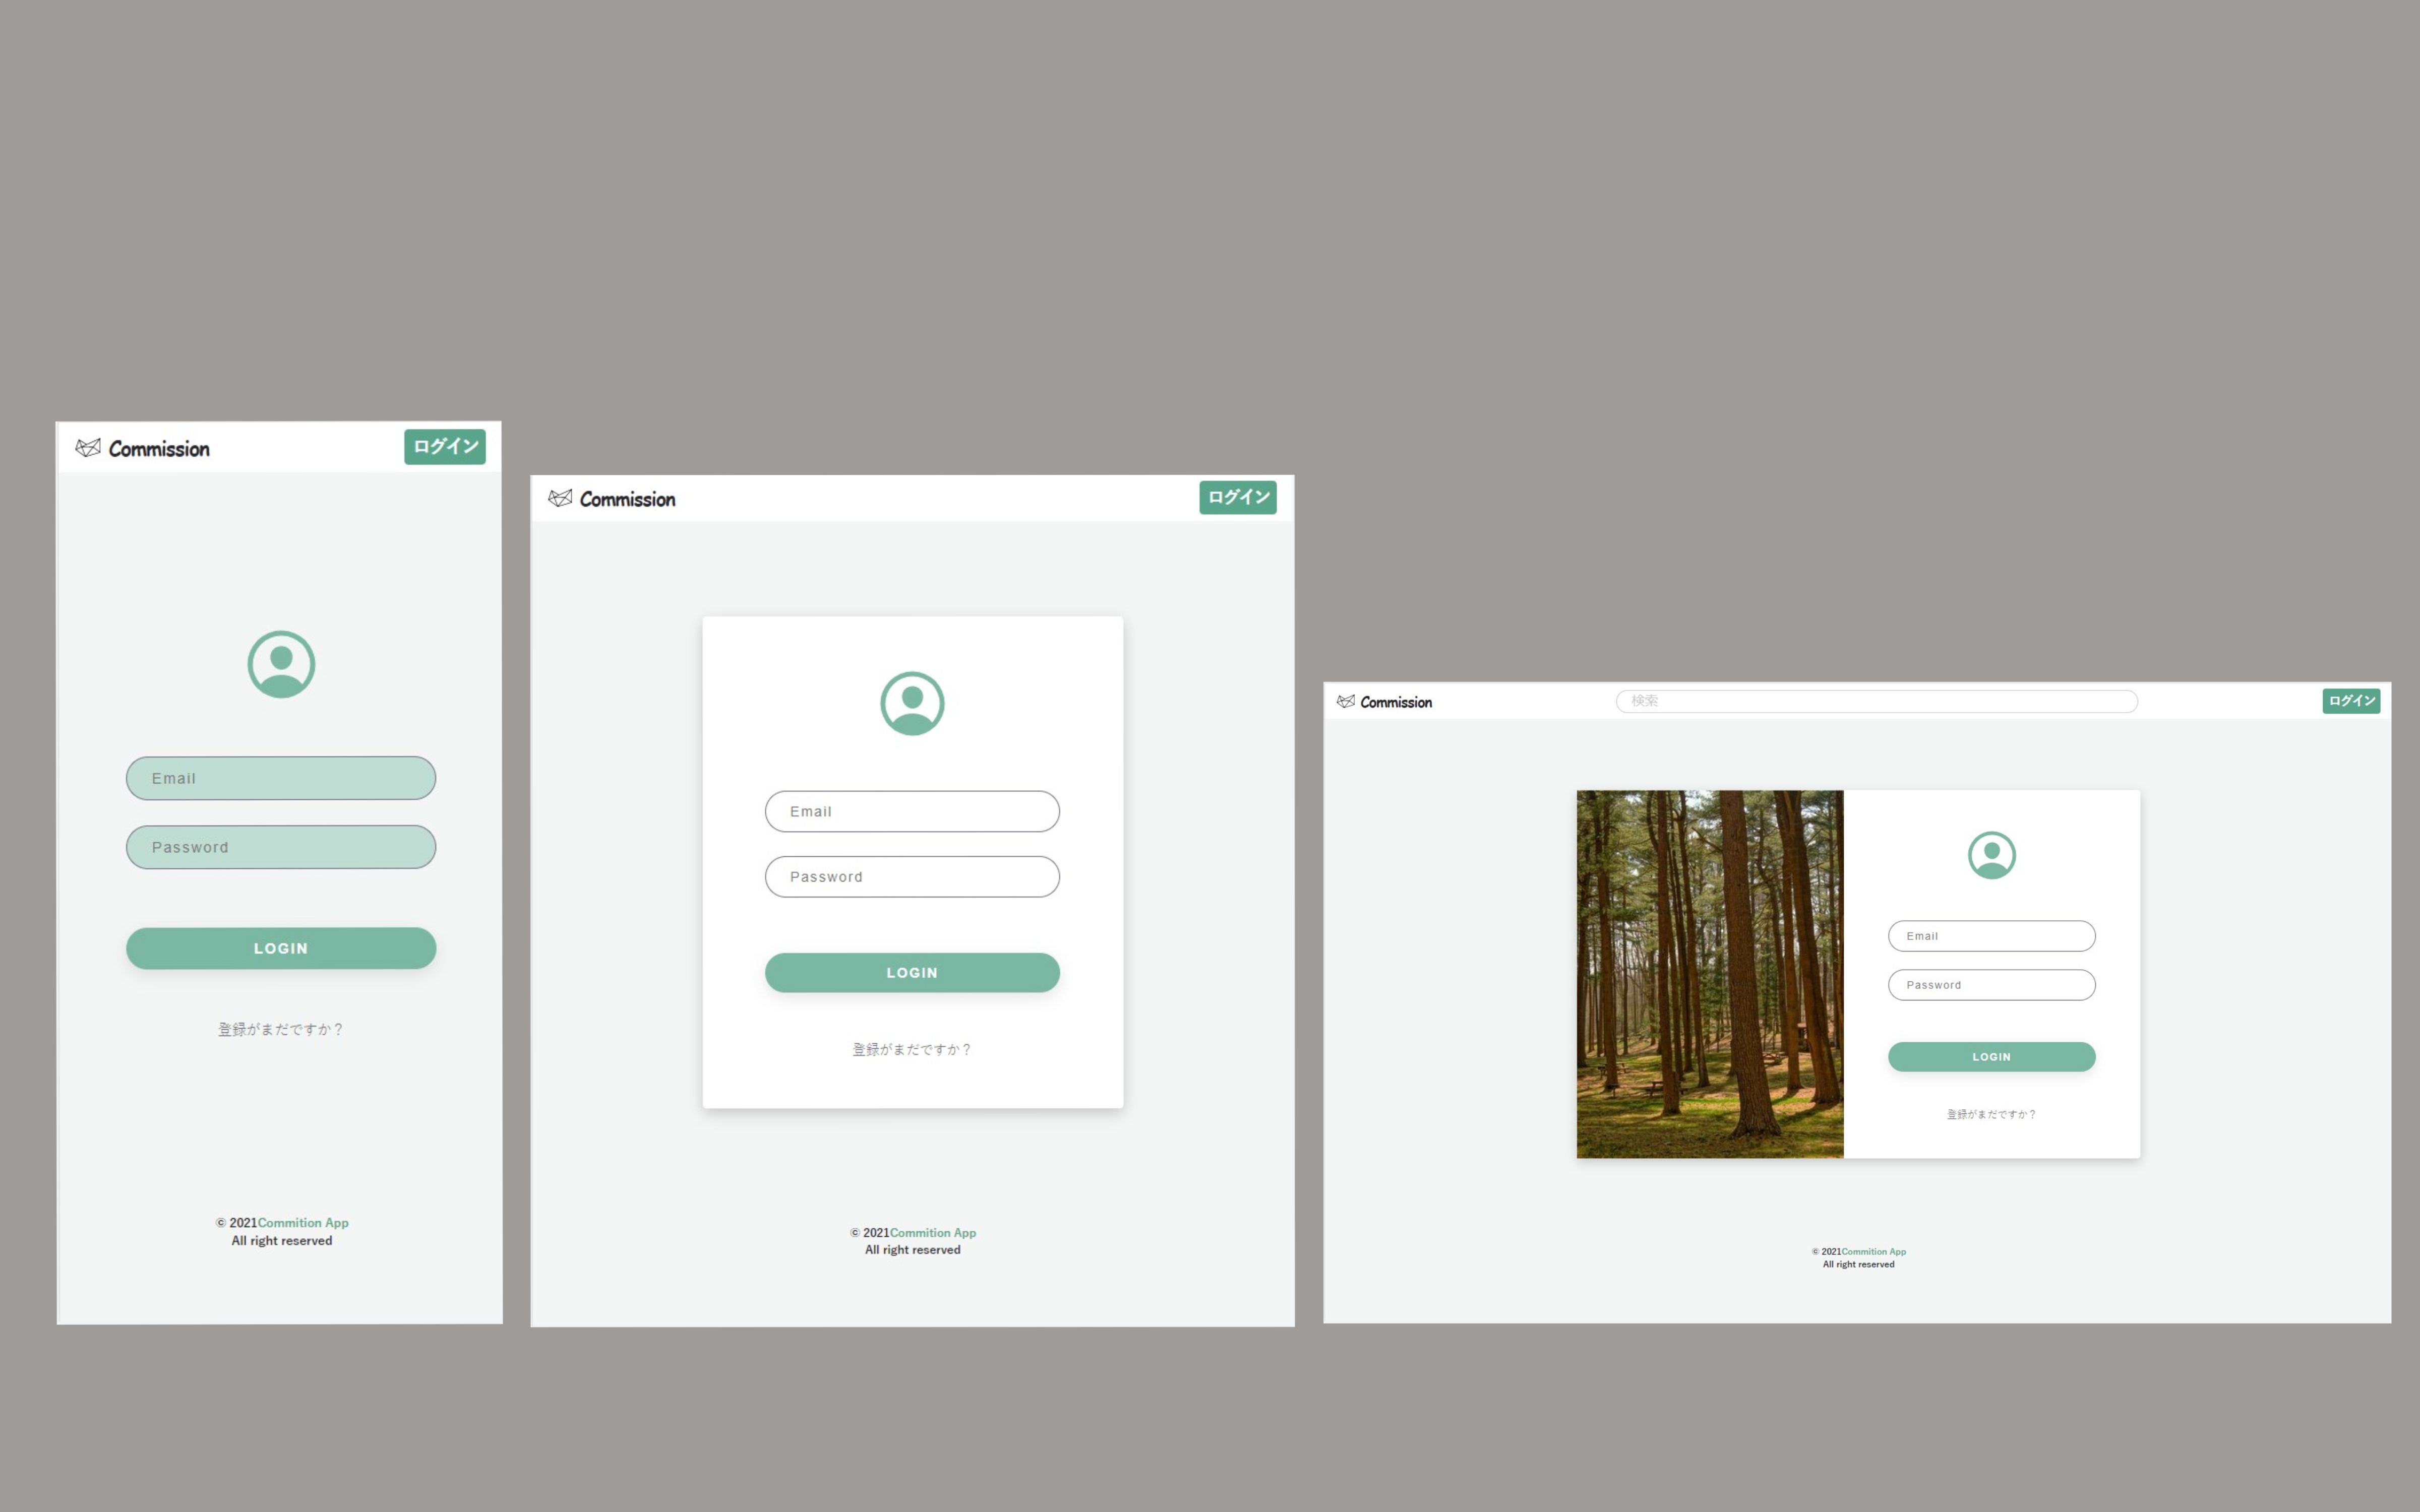 Commission
ログイン
Email
Password
LOGIN
登録がまだですか？
© 2021Commition App
All right reserved
Commission
ログイン
Email
Password
LOGIN
登録がまだですか？
© 2021Commition App
All right reserved
Commission
検索
ログイン
Email
Password
LOGIN
登録がまだですか？
© 2021Commition App
All right reserved